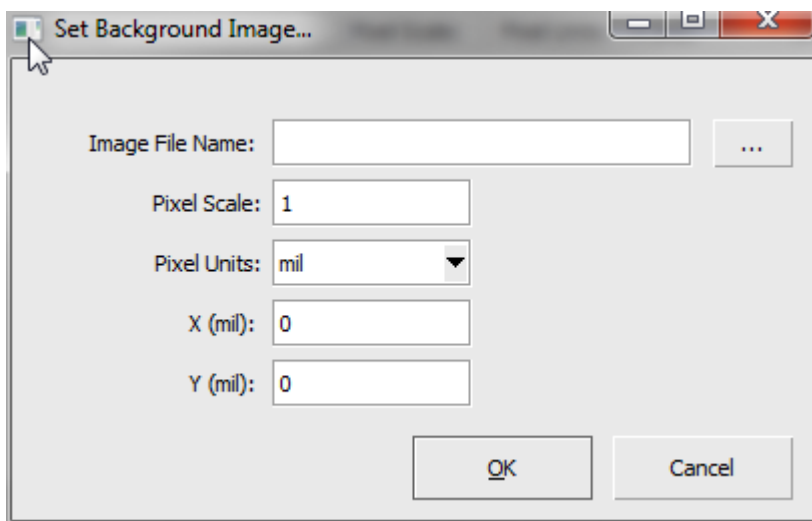 Set Background Image...
Image File Name:
...
Pixel Scale: 1
Pixel Units: mil
X (mil): 0
Y (mil): 0
OK Cancel